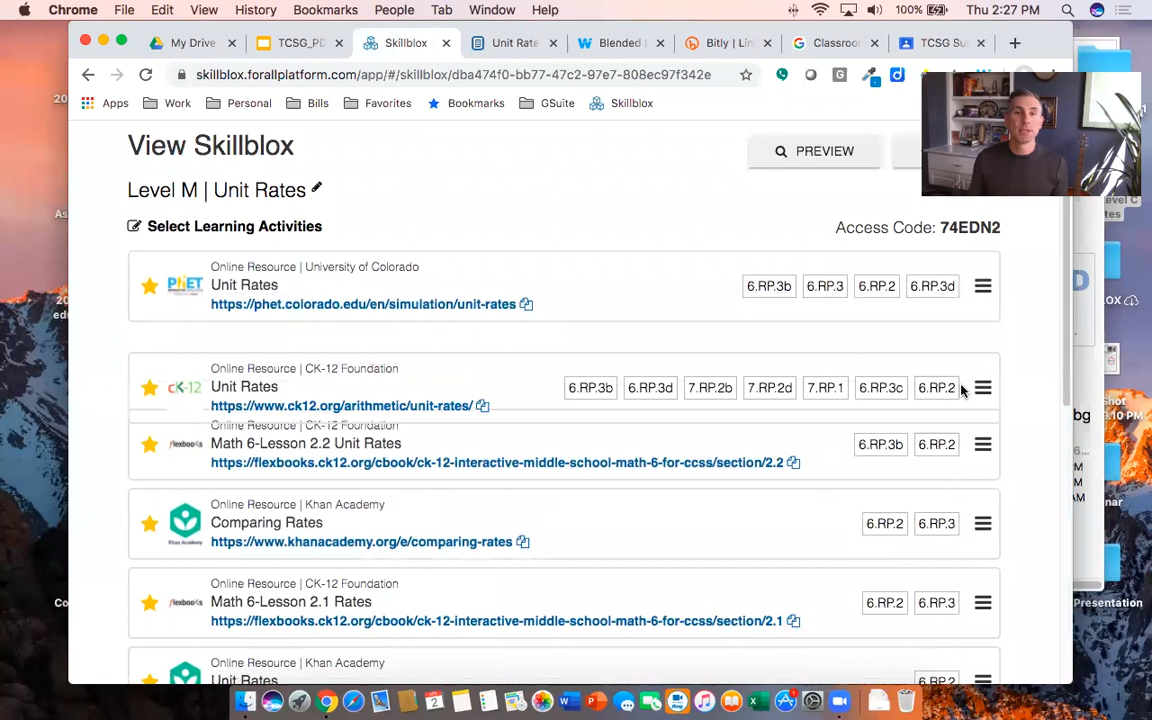 Chrome File Edit View History Bookmarks People Tab Window Help 100% Thu 2:27 PM
My Drive TCSG_PD Skillblox Unit Rate Blended Bitly | Lin Classroo TCSG Su
skillblox.forallplatform.com/app/#/skillblox/dba474f0-bb77-47c2-97e7-808ec97f342e
Apps Work Personal Bills Favorites Bookmarks GSuite Skillblox
View Skillblox
PREVIEW
Level M | Unit Rates
Select Learning Activities
Access Code: 74EDN2
Online Resource | University of Colorado
PhET
Unit Rates
6.RP.3b 6.RP.3 6.RP.2 6.RP.3d
https://phet.colorado.edu/en/simulation/unit-rates
Online Resource | CK-12 Foundation
cK-12
Unit Rates
6.RP.3b 6.RP.3d 7.RP.2b 7.RP.2d 7.RP.1 6.RP.3c 6.RP.2
https://www.ck12.org/arithmetic/unit-rates/
Online Resource | CK-12 Foundation
flexbooks
Math 6-Lesson 2.2 Unit Rates
6.RP.3b 6.RP.2
https://flexbooks.ck12.org/cbook/ck-12-interactive-middle-school-math-6-for-ccss/section/2.2
Online Resource | Khan Academy
Comparing Rates
6.RP.2 6.RP.3
https://www.khanacademy.org/e/comparing-rates
Khan Academy
Online Resource | CK-12 Foundation
flexbooks
Math 6-Lesson 2.1 Rates
6.RP.2 6.RP.3
https://flexbooks.ck12.org/cbook/ck-12-interactive-middle-school-math-6-for-ccss/section/2.1
Online Resource | Khan Academy
Unit Rates
6.RP.2
Presentation